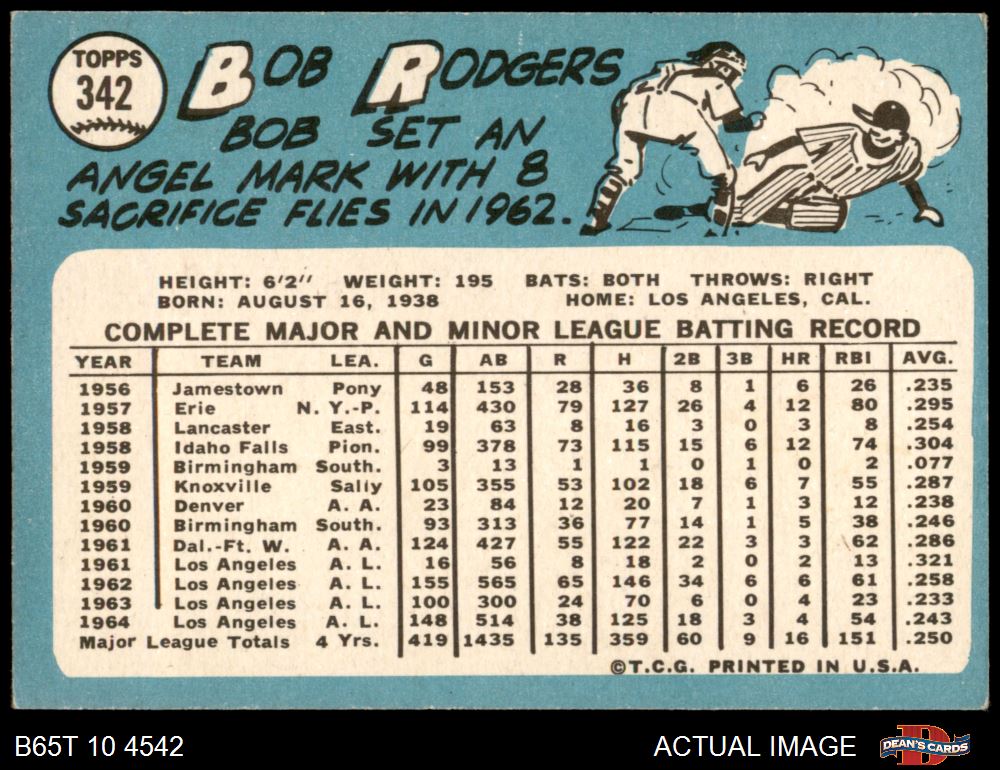 TOPPS
342
BOB RODGERS
BOB SET AN
ANGEL MARK WITH 8
SACRIFICE FLIES IN 1962.
HEIGHT: 6'2" WEIGHT: 195 BATS: BOTH THROWS: RIGHT
BORN: AUGUST 16, 1938 HOME: LOS ANGELES, CAL.
COMPLETE MAJOR AND MINOR LEAGUE BATTING RECORD
YEAR TEAM LEA. G AB R H 2B 3B HR RBI AVG.
1956 Jamestown Pony 48 153 28 36 8 1 6 26 .235
1957 Erie N. Y.-P. 114 430 79 127 26 4 12 80 .295
1958 Lancaster East. 19 63 8 16 3 0 3 8 .254
1958 Idaho Falls Pion. 99 378 73 115 15 6 12 74 .304
1959 Birmingham South. 3 13 1 1 0 1 0 2 .077
1959 Knoxville Sally 105 355 53 102 18 6 7 55 .287
1960 Denver A. A. 23 84 12 20 7 1 3 12 .238
1960 Birmingham South. 93 313 36 77 14 1 5 38 .246
1961 Dal.-Ft. W. A. A. 124 427 55 122 22 3 3 62 .286
1961 Los Angeles A. L. 16 56 8 18 2 0 2 13 .321
1962 Los Angeles A. L. 155 565 65 146 34 6 6 61 .258
1963 Los Angeles A. L. 100 300 24 70 6 0 4 23 .233
1964 Los Angeles A. L. 148 514 38 125 18 3 4 54 .243
Major League Totals 4 Yrs. 419 1435 135 359 60 9 16 151 .250
©T.C.G. PRINTED IN U.S.A.
B65T 10 4542 ACTUAL IMAGE D DEAN'S CARDS